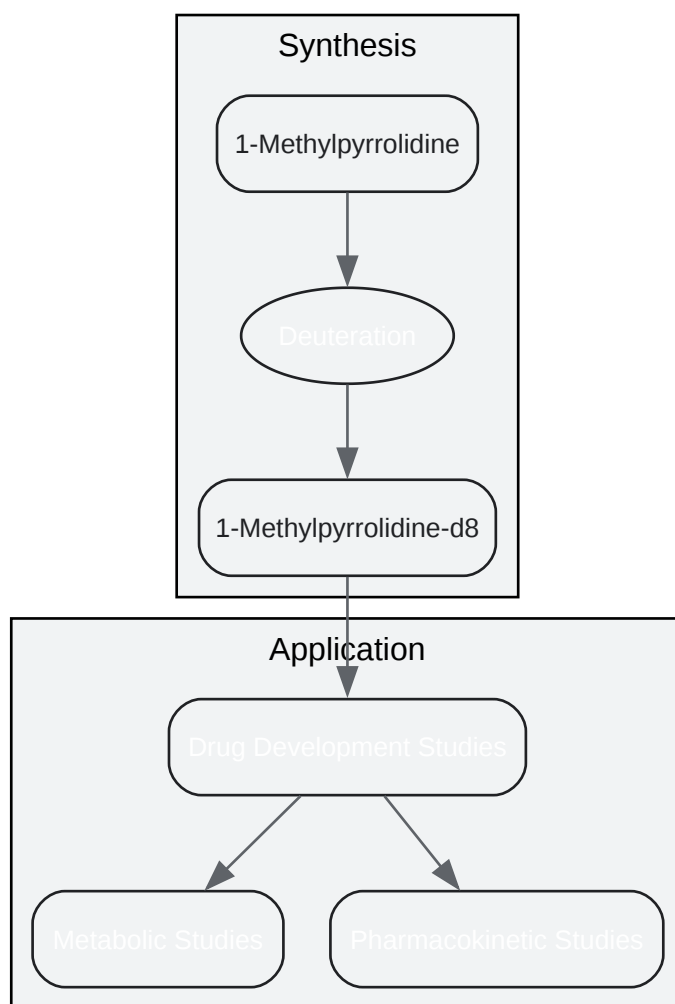 Synthesis
1-Methylpyrrolidine
Deuteration
1-Methylpyrrolidine-d8
Application
Drug Development Studies
Metabolic Studies
Pharmacokinetic Studies